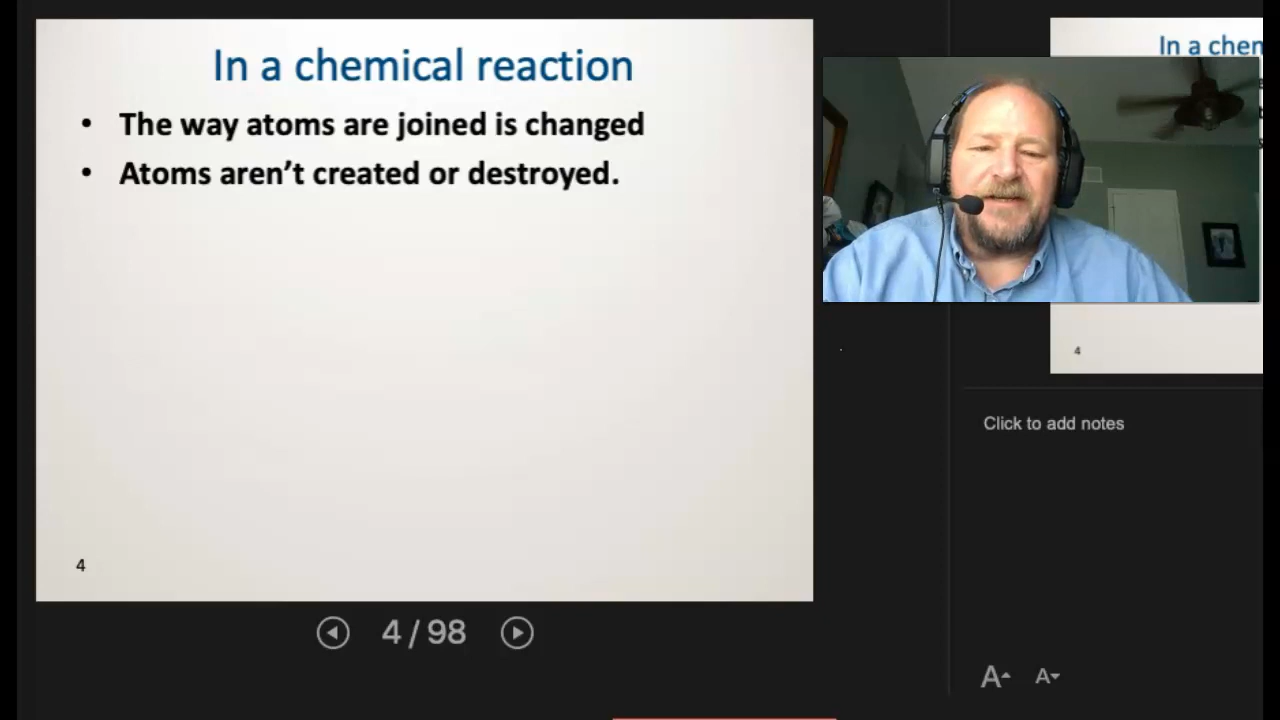 In a chemical reaction
• The way atoms are joined is changed
• Atoms aren’t created or destroyed.
4
4 / 98
In a chem
4
Click to add notes
A
A